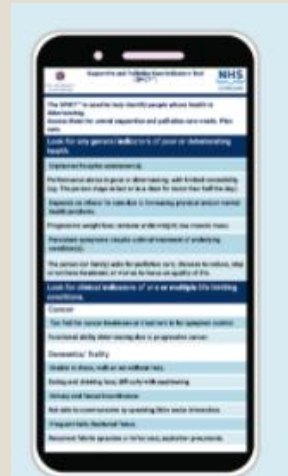 Supportive and Palliative Care Indicators Tool
(SPICT™)
NHS
The SPICT™ is used to help identify people whose health is
deteriorating.
Assess them for unmet supportive and palliative care needs. Plan
care.
Look for any general indicators of poor or deteriorating
health.
Unplanned hospital admission(s).
Performance status is poor or deteriorating, with limited reversibility.
(eg. The person stays in bed or in a chair for more than half the day).
Depends on others for care due to increasing physical and/or mental
health problems.
Progressive weight loss; remains underweight; low muscle mass.
Persistent symptoms despite optimal treatment of underlying
condition(s).
The person (or family) asks for palliative care; chooses to reduce, stop
or not have treatment; or wishes to focus on quality of life.
Look for clinical indicators of one or multiple life-limiting
conditions.
Cancer
Too frail for cancer treatment or treatment is for symptom control.
Functional ability deteriorating due to progressive cancer.
Dementia/ frailty
Unable to dress, walk or eat without help.
Eating and drinking less; difficulty with swallowing.
Urinary and faecal incontinence.
Not able to communicate by speaking; little social interaction.
Frequent falls; fractured femur.
Recurrent febrile episodes or infections; aspiration pneumonia.